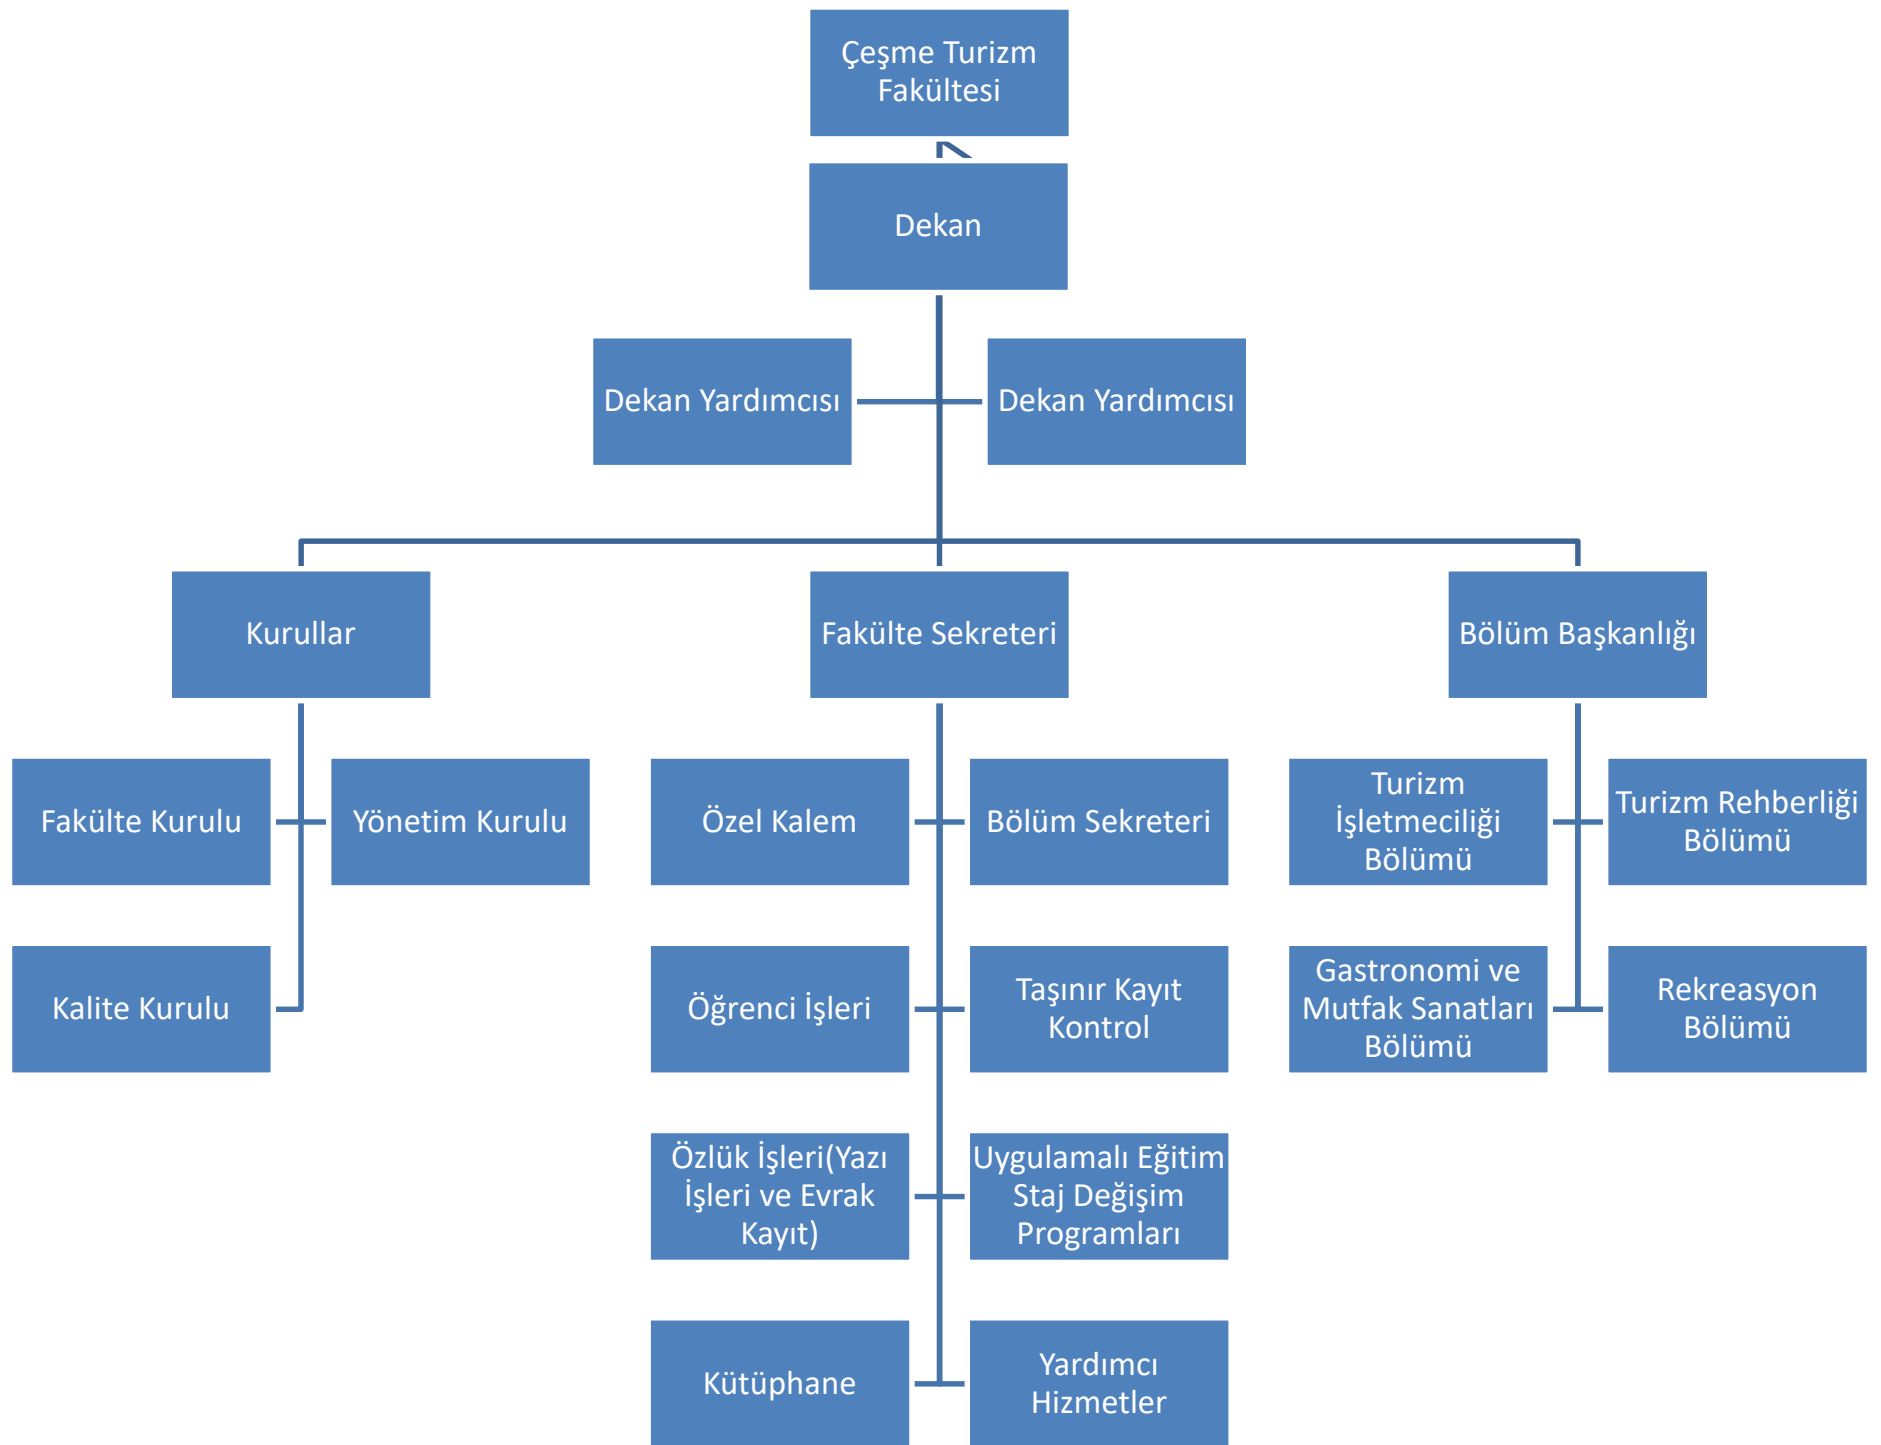 Çeşme Turizm
Fakültesi
Dekan
Dekan Yardımcısı
Dekan Yardımcısı
Kurullar
Fakülte Sekreteri
Bölüm Başkanlığı
Fakülte Kurulu
Yönetim Kurulu
Özel Kalem
Bölüm Sekreteri
Turizm
İşletmeciliği
Bölümü
Turizm Rehberliği
Bölümü
Kalite Kurulu
Öğrenci İşleri
Taşınır Kayıt
Kontrol
Gastronomi ve
Mutfak Sanatları
Bölümü
Rekreasyon
Bölümü
Özlük İşleri(Yazı
İşleri ve Evrak
Kayıt)
Uygulamalı Eğitim
Staj Değişim
Programları
Kütüphane
Yardımcı
Hizmetler